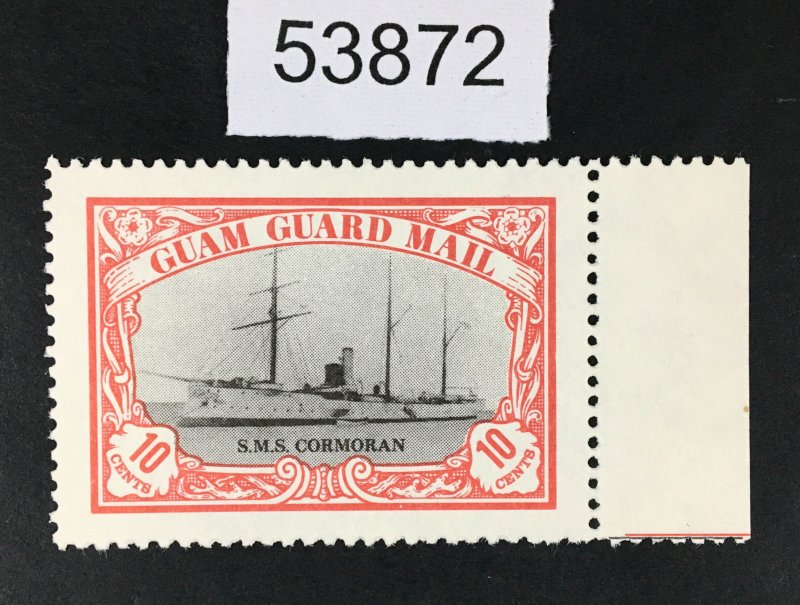 53872
GUAM GUARD MAIL
S.M.S. CORMORAN
10
CENTS
10
CENTS